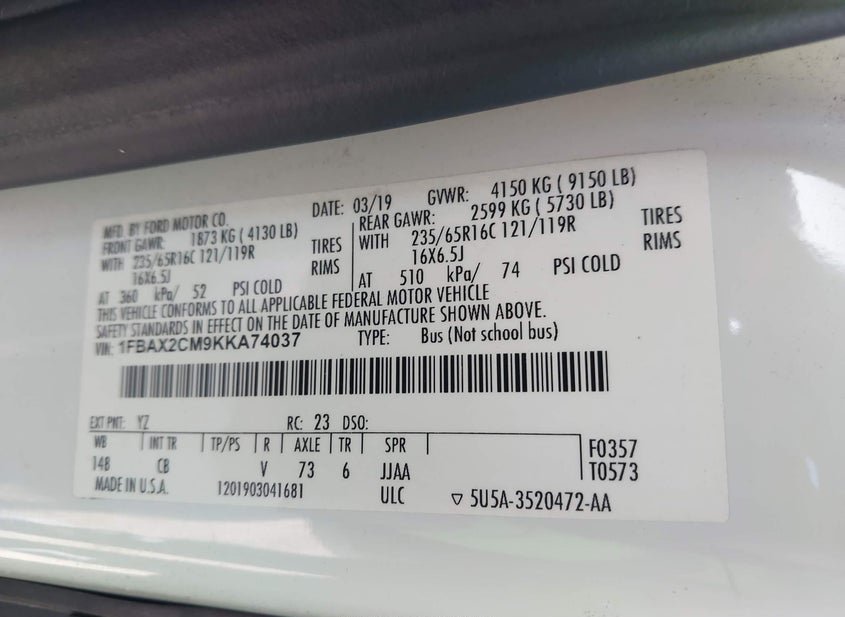 MFD. BY FORD MOTOR CO.
DATE: 03/19 GVWR: 4150 KG ( 9150 LB)
FRONT GAWR: 1873 KG ( 4130 LB) REAR GAWR: 2599 KG ( 5730 LB)
WITH 235/65R16C 121/119R TIRES WITH 235/65R16C 121/119R TIRES
16X6.5J RIMS 16X6.5J RIMS
AT 360 kPa/ 52 PSI COLD AT 510 kPa/ 74 PSI COLD
THIS VEHICLE CONFORMS TO ALL APPLICABLE FEDERAL MOTOR VEHICLE
SAFETY STANDARDS IN EFFECT ON THE DATE OF MANUFACTURE SHOWN ABOVE.
VIN: 1FBAX2CM9KKA74037 TYPE: Bus (Not school bus)
EXT PNT: YZ RC: 23 DSO:
WB INT TR TP/PS R AXLE TR SPR F0357
148 CB V 73 6 JJAA T0573
MADE IN U.S.A. 1201903041681 ULC 5U5A-3520472-AA